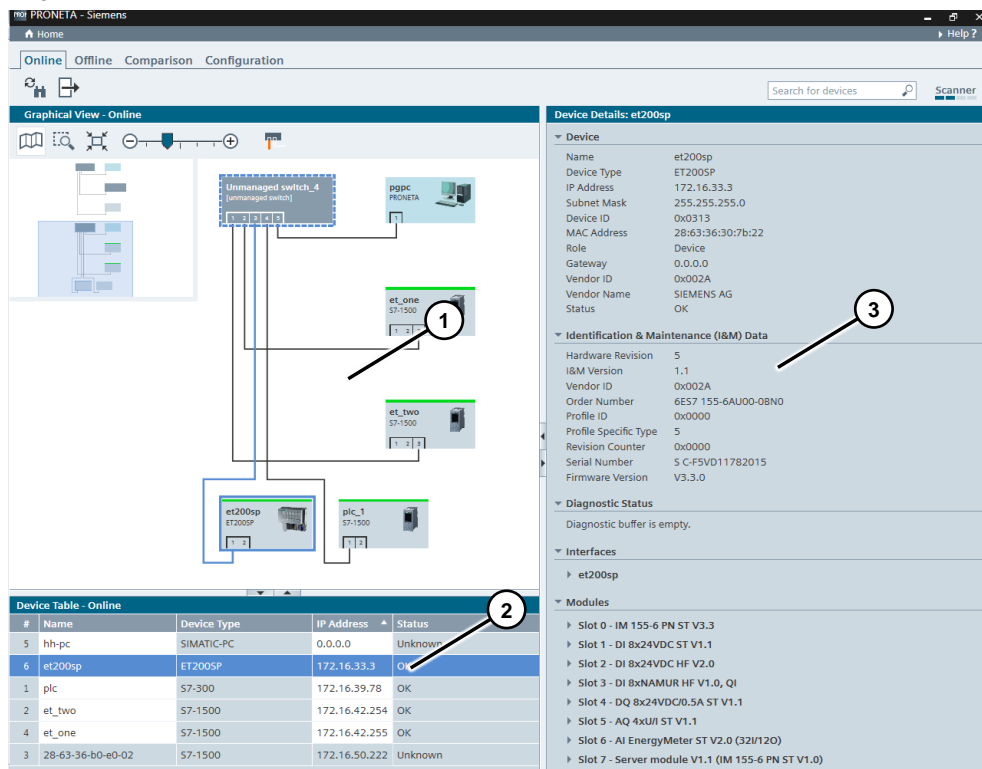 PRONETA - Siemens
Home
Help ?
Online Offline Comparison Configuration
Search for devices
Scanner
Graphical View - Online
Unmanaged switch_4
[unmanaged switch]
1 2 3 4 5
pgpc
PRONETA
1
et_one
S7-1500
1 2
1
et_two
S7-1500
1 2 3
et200sp
ET200SP
1 2
plc_1
S7-1500
1 2
Device Table - Online
2
# Name Device Type IP Address Status
5 hh-pc SIMATIC-PC 0.0.0.0 Unknown
6 et200sp ET200SP 172.16.33.3 OK
1 plc S7-300 172.16.39.78 OK
2 et_two S7-1500 172.16.42.254 OK
4 et_one S7-1500 172.16.42.255 OK
3 28-63-36-b0-e0-02 S7-1500 172.16.50.222 Unknown
Device Details: et200sp
Device
Name et200sp
Device Type ET200SP
IP Address 172.16.33.3
Subnet Mask 255.255.255.0
Device ID 0x0313
MAC Address 28:63:36:30:7b:22
Role Device
Gateway 0.0.0.0
Vendor ID 0x002A
Vendor Name SIEMENS AG
Status OK
3
Identification & Maintenance (I&M) Data
Hardware Revision 5
I&M Version 1.1
Vendor ID 0x002A
Order Number 6ES7 155-6AU00-0BN0
Profile ID 0x0000
Profile Specific Type 5
Revision Counter 0x0000
Serial Number S C-F5VD11782015
Firmware Version V3.3.0
Diagnostic Status
Diagnostic buffer is empty.
Interfaces
et200sp
Modules
Slot 0 - IM 155-6 PN ST V3.3
Slot 1 - DI 8x24VDC ST V1.1
Slot 2 - DI 8x24VDC HF V2.0
Slot 3 - DI 8xNAMUR HF V1.0, QI
Slot 4 - DQ 8x24VDC/0.5A ST V1.1
Slot 5 - AQ 4xU/I ST V1.1
Slot 6 - AI EnergyMeter ST V2.0 (32I/12O)
Slot 7 - Server module V1.1 (IM 155-6 PN ST V1.0)